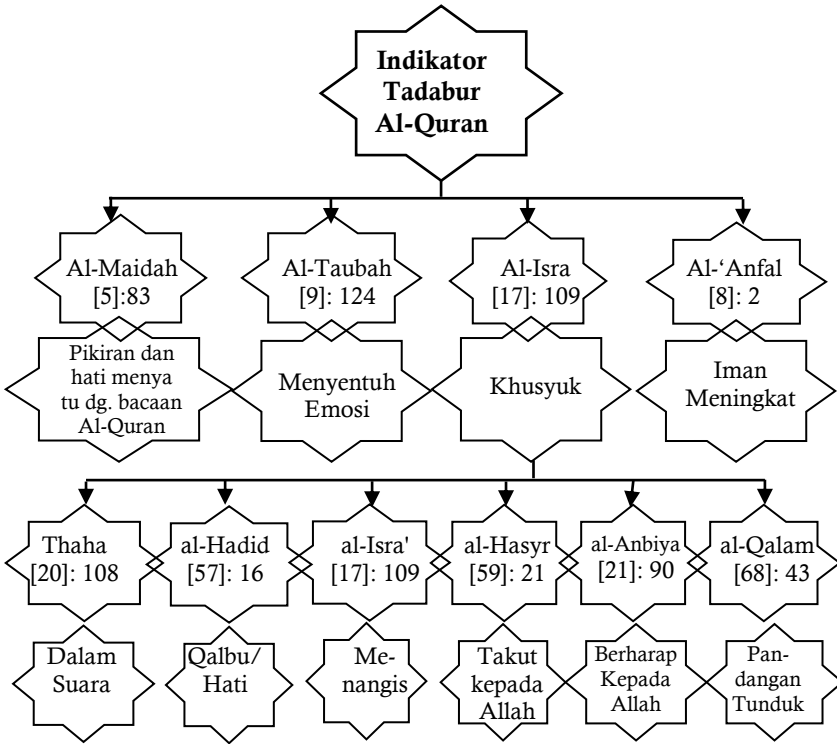 Indikator
Tadabur
Al-Quran
Al-Maidah
[5]:83
Al-Taubah
[9]: 124
Al-Isra
[17]: 109
Al-‘Anfal
[8]: 2
Pikiran dan
hati menya
tu dg. bacaan
Al-Quran
Menyentuh
Emosi
Khusyuk
Iman
Meningkat
Thaha
[20]: 108
al-Hadid
[57]: 16
al-Isra'
[17]: 109
al-Hasyr
[59]: 21
al-Anbiya
[21]: 90
al-Qalam
[68]: 43
Dalam
Suara
Qalbu/
Hati
Me-
nangis
Takut
kepada
Allah
Berharap
Kepada
Allah
Pan-
dangan
Tunduk